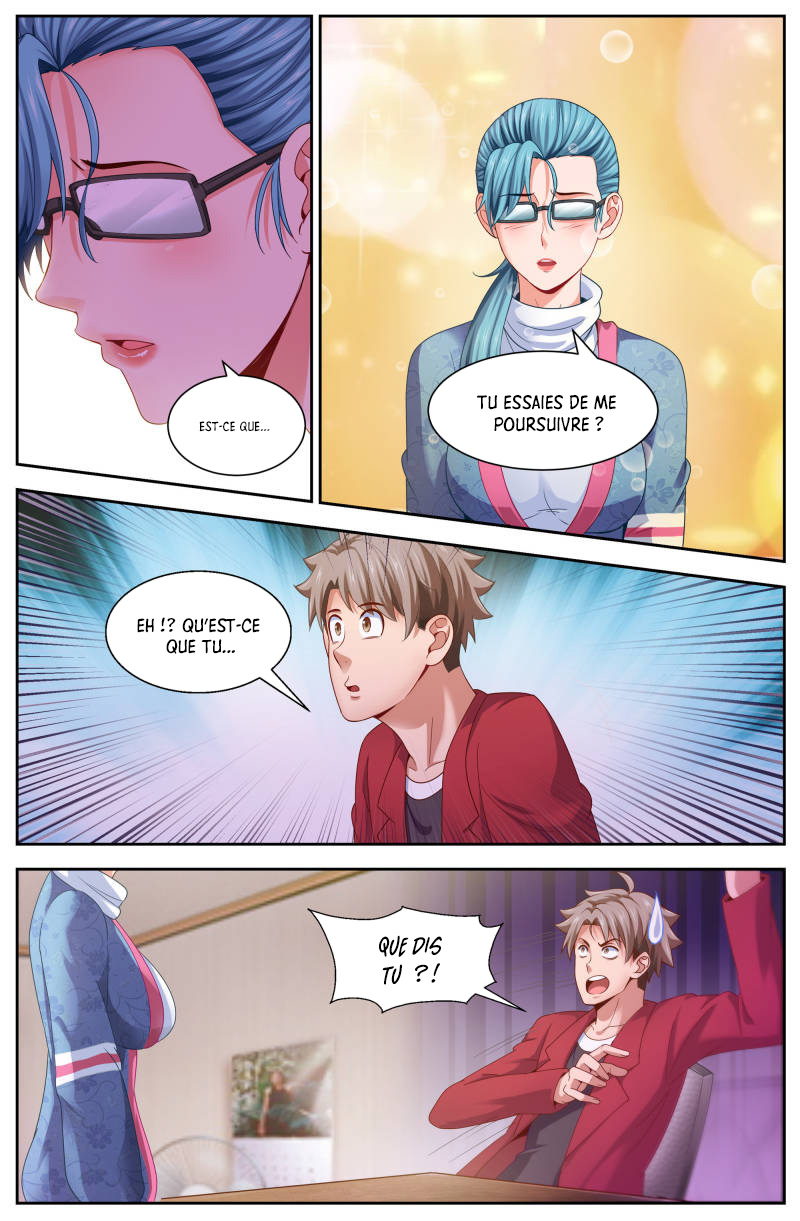 EST-CE QUE...
TU ESSAIES DE ME
POURSUIVRE ?
EH !? QU'EST-CE
QUE TU...
QUE DIS
TU ?!